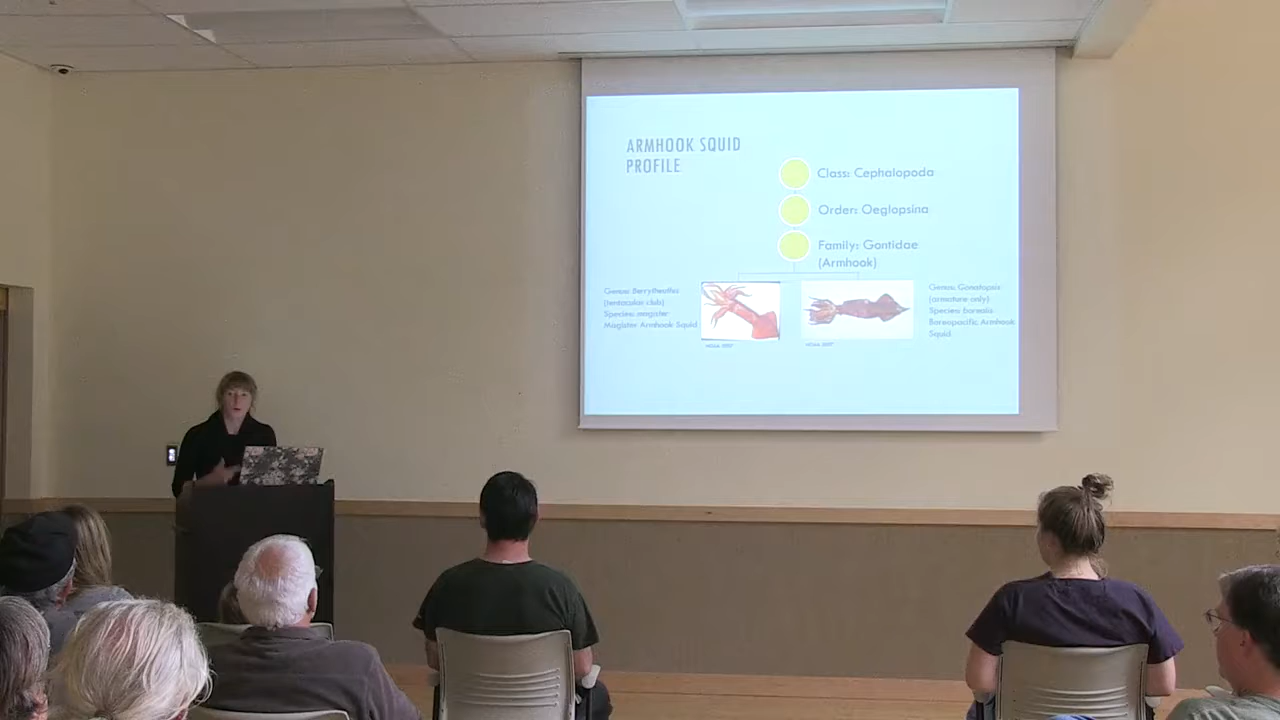 ARMHOOK SQUID
PROFILE
Class: Cephalopoda
Order: Oeglopsina
Family: Gontidae
(Armhook)
Genus: Berryteuthis
(tentacular club)
Species: magister
Magister Armhook Squid
Genus: Gonatopsis
(armature only)
Species: borealis
Boreopacific Armhook
Squid